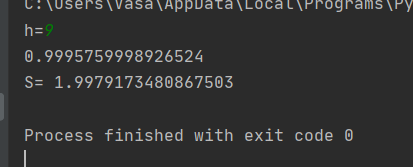 C:\Users\Vasa\AppData\Local\Programs\Py
h=9
0.9995759998926524
S= 1.9979173480867503
Process finished with exit code 0